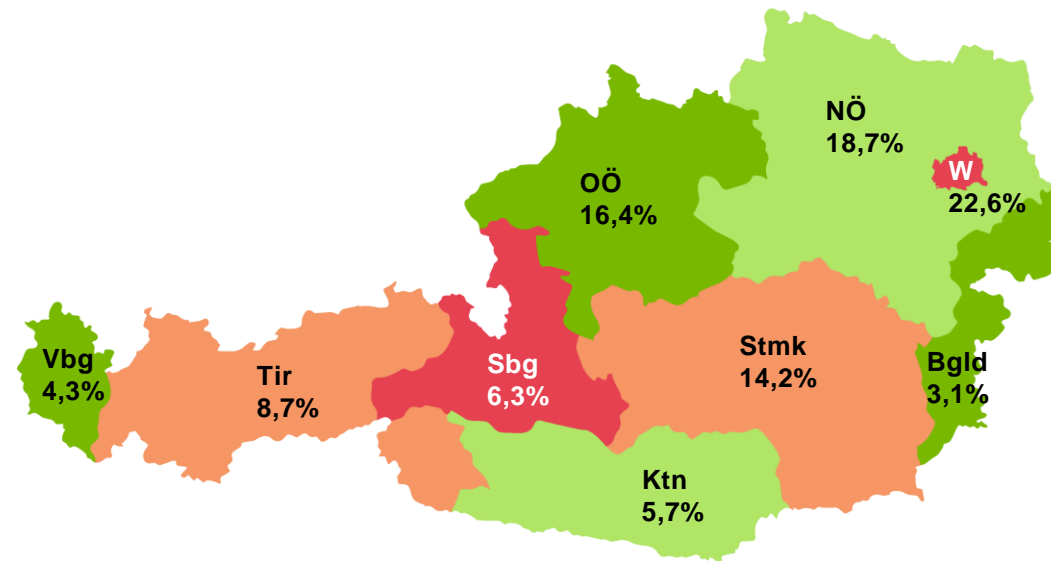 NÖ
18,7%
W
22,6%
OÖ
16,4%
Vbg
4,3%
Tir
8,7%
Sbg
6,3%
Stmk
14,2%
Bgld
3,1%
Ktn
5,7%